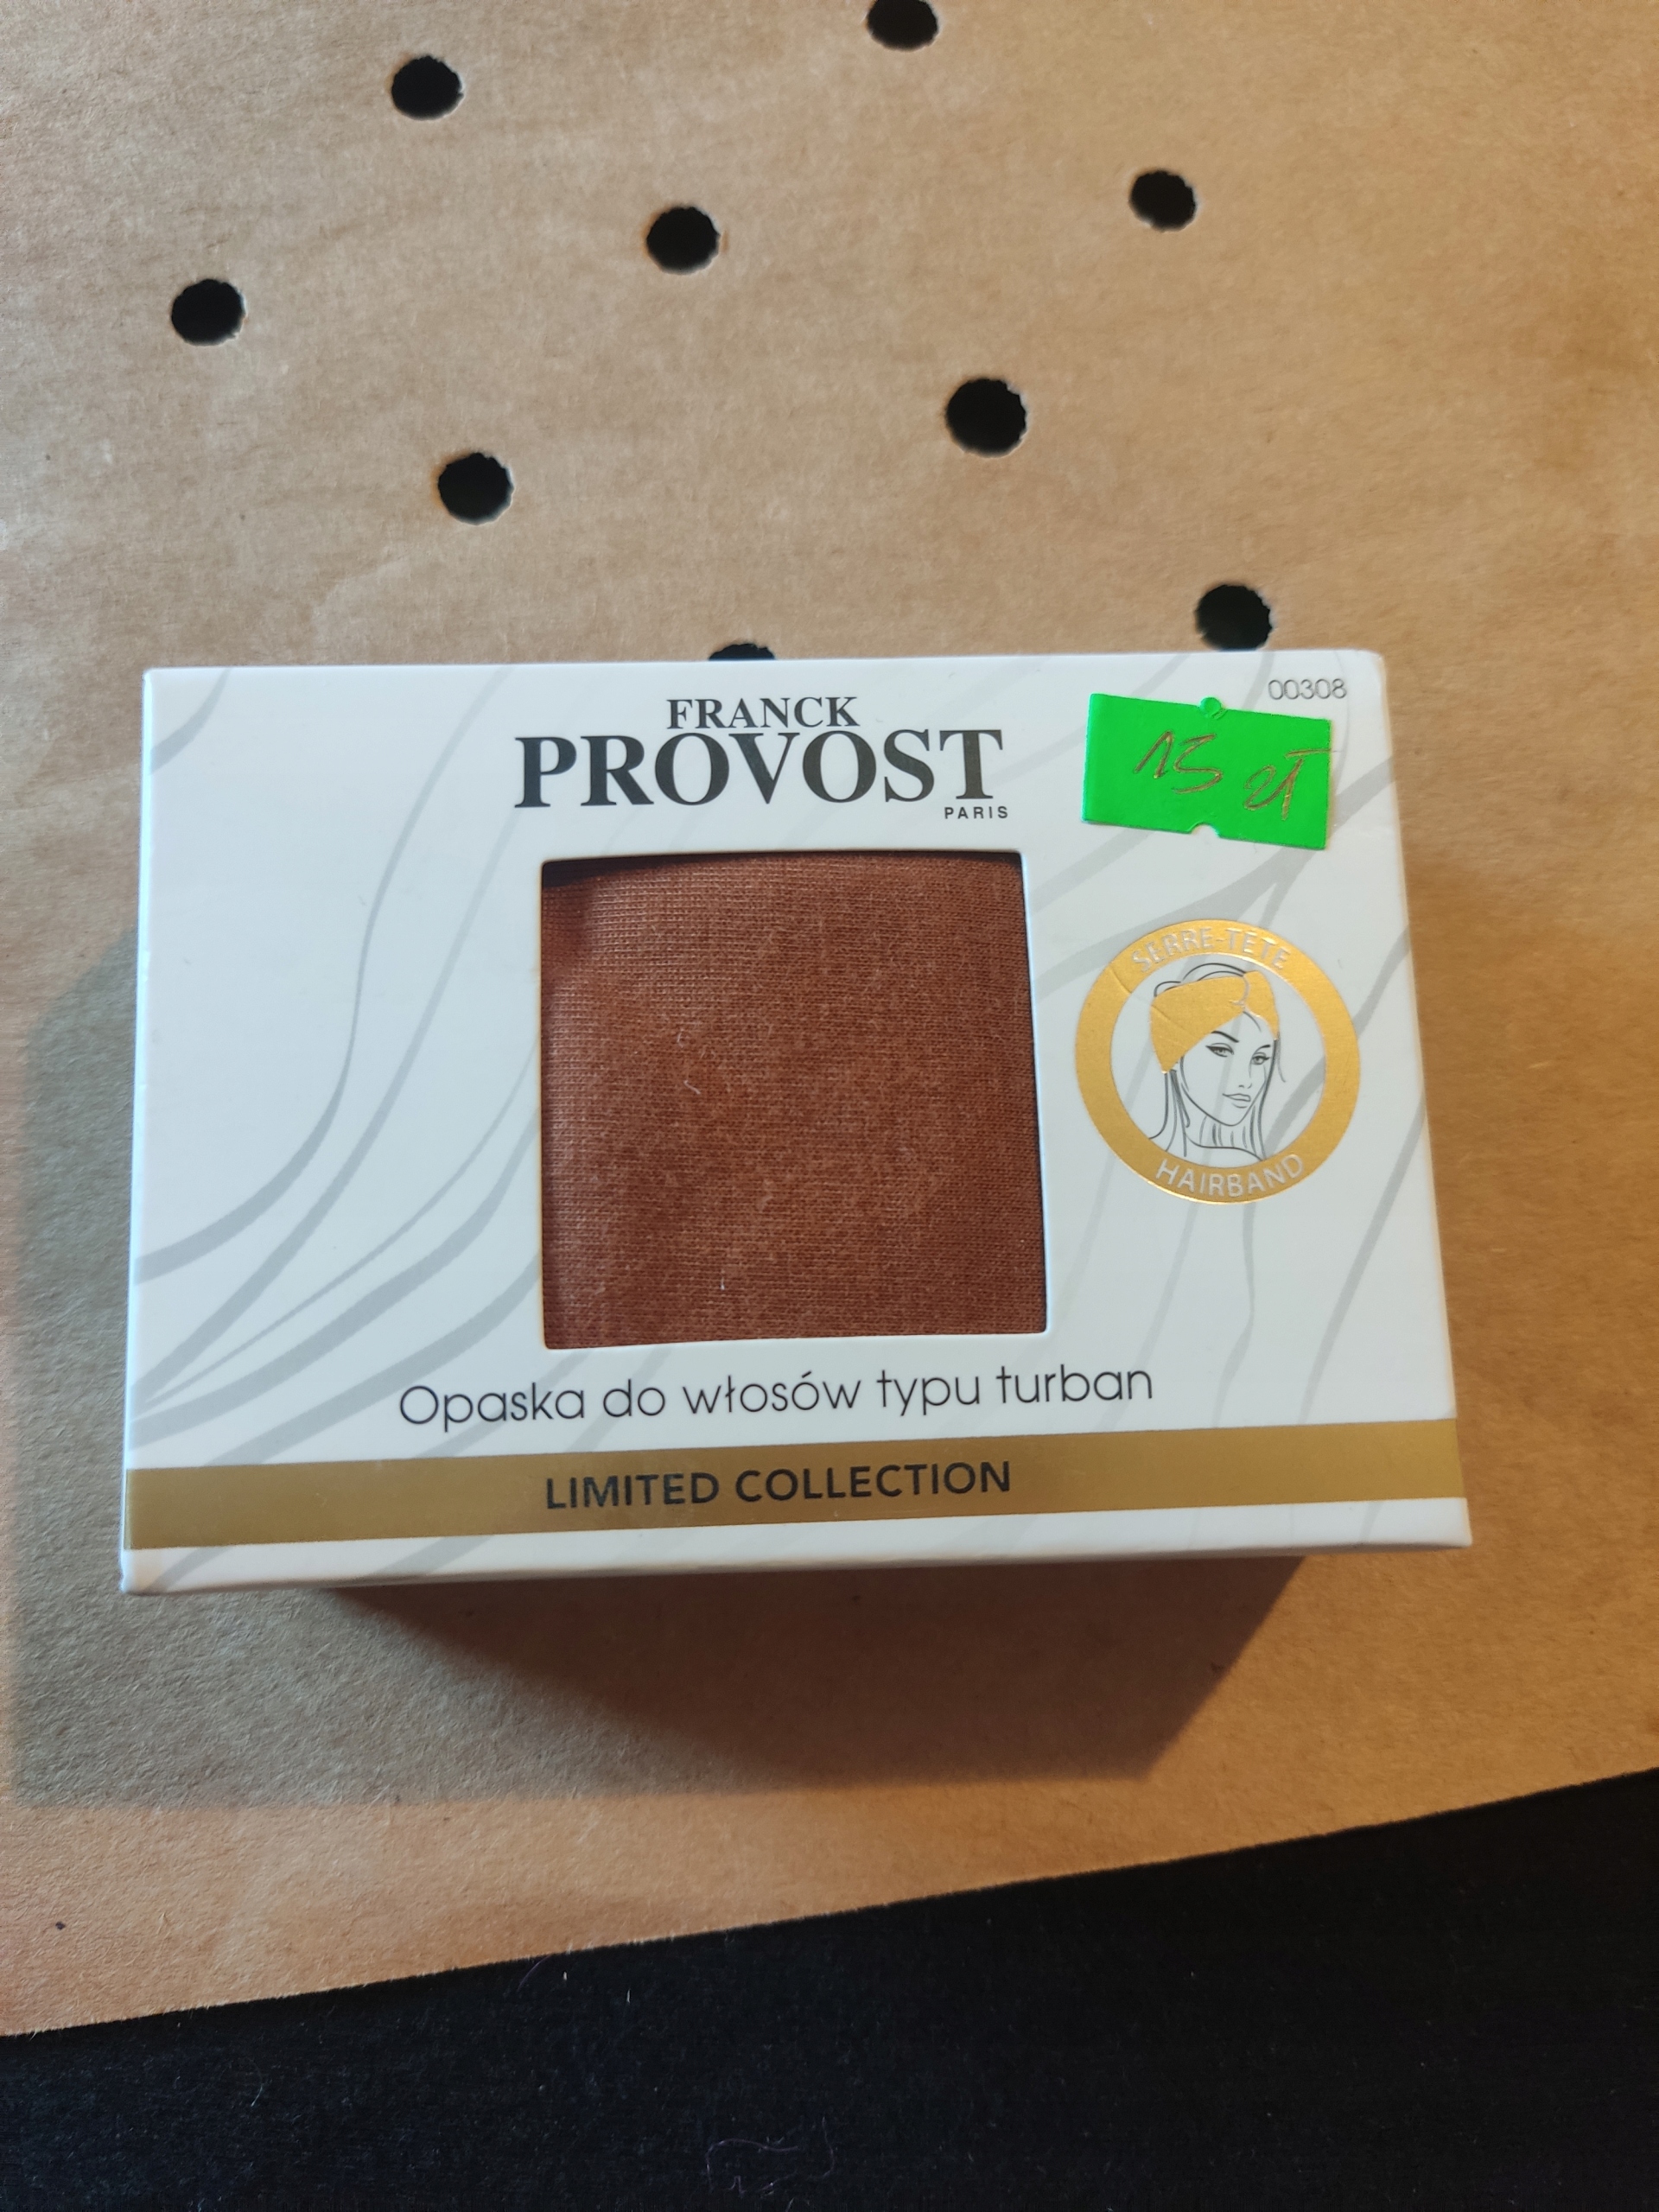 00308
FRANCK
PROVOST
PARIS
15 zł
SERRE-TÊTE
HAIRBAND
Opaska do włosów typu turban
LIMITED COLLECTION